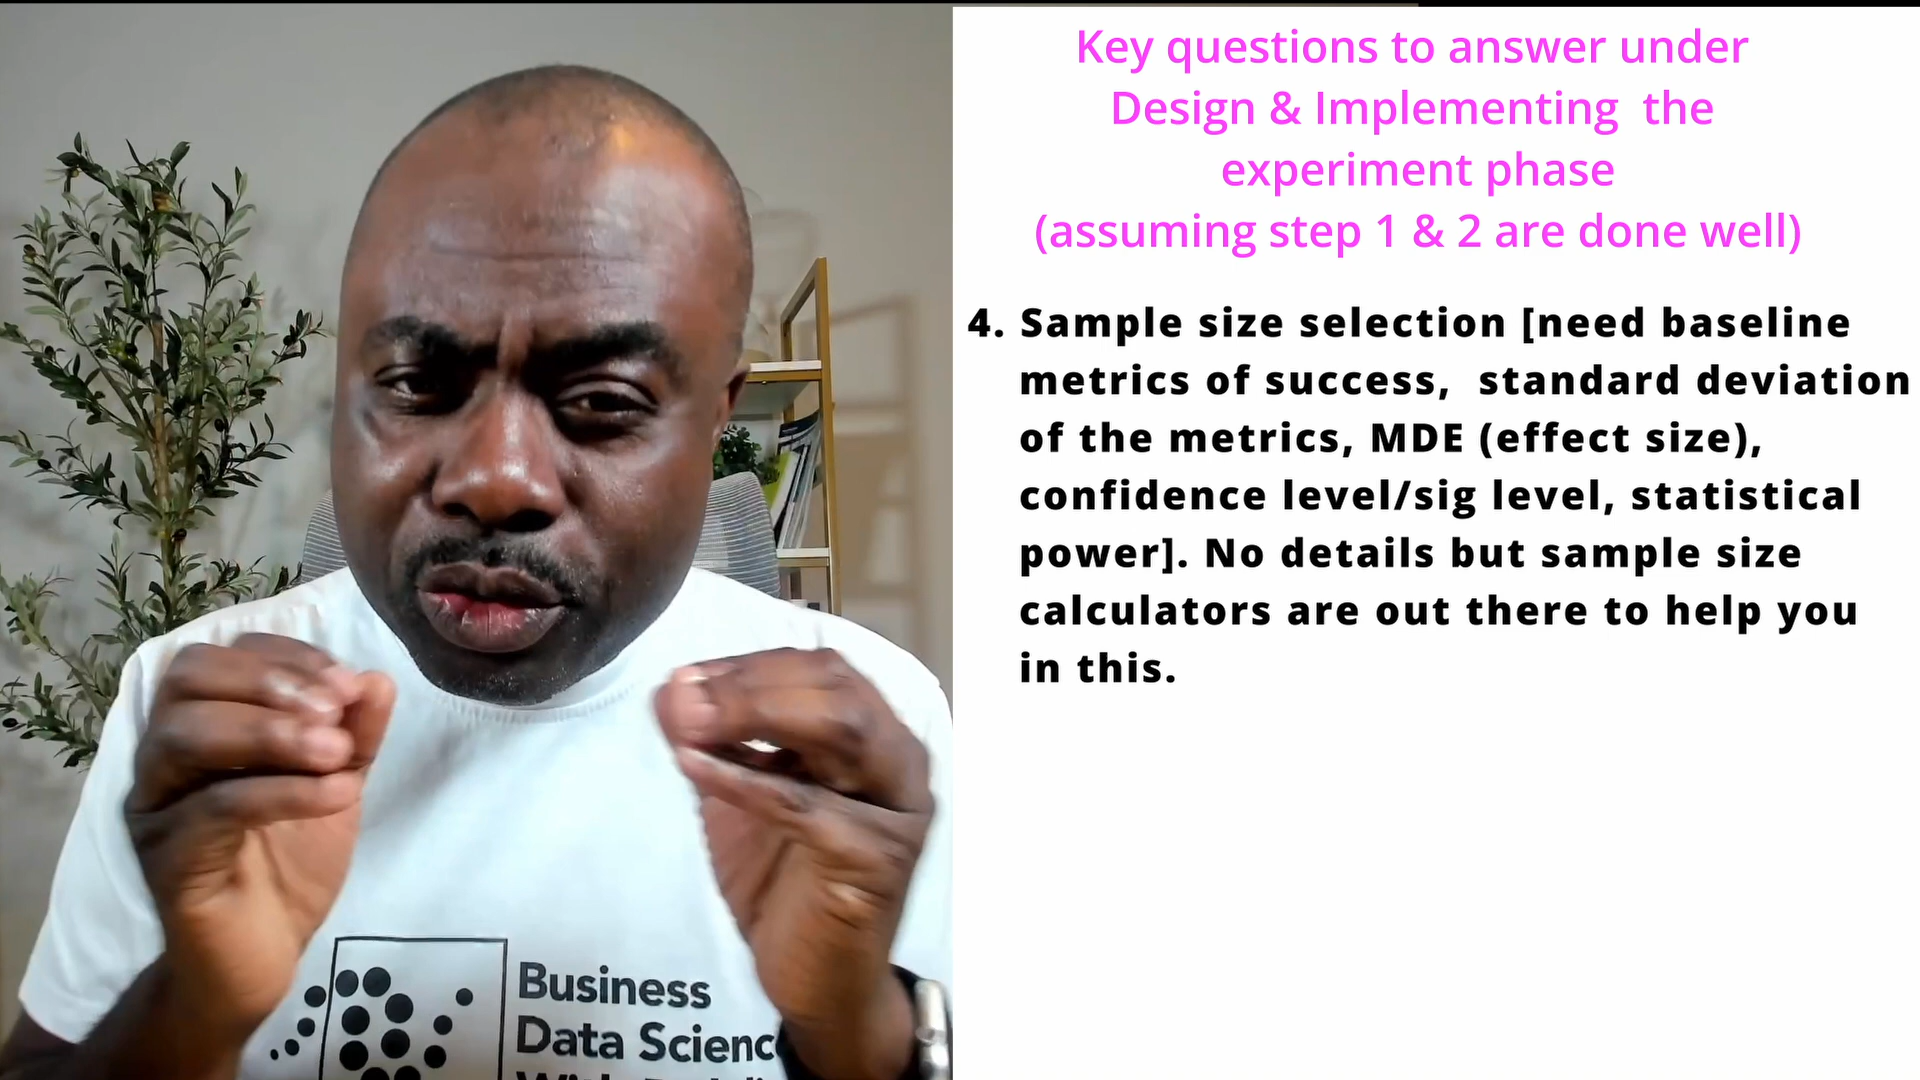 Key questions to answer under
Design & Implementing the
experiment phase
(assuming step 1 & 2 are done well)
4. Sample size selection [need baseline
metrics of success, standard deviation
of the metrics, MDE (effect size),
confidence level/sig level, statistical
power]. No details but sample size
calculators are out there to help you
in this.
Business
Data Scienc